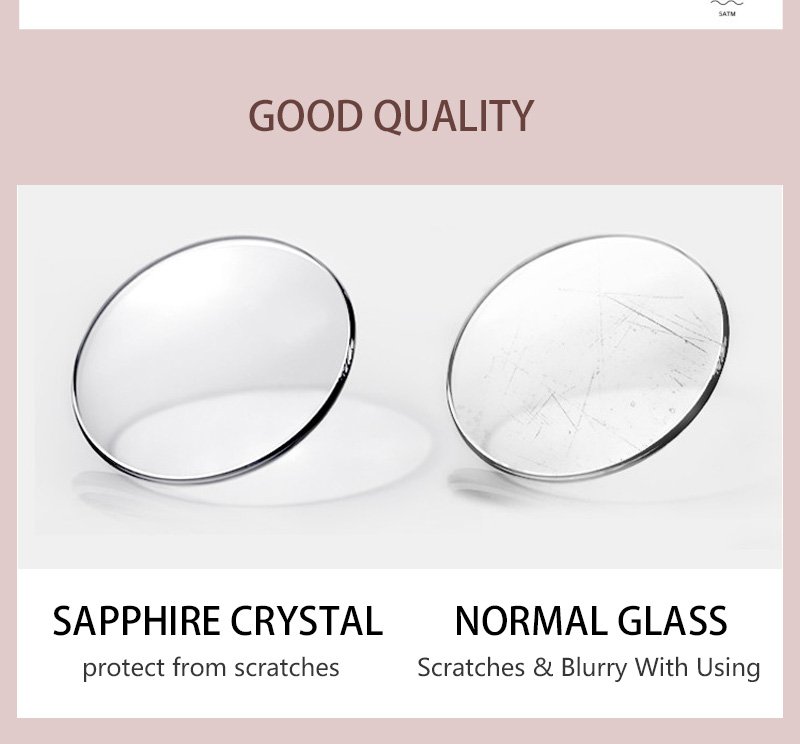 5ATM
GOOD QUALITY
SAPPHIRE CRYSTAL
NORMAL GLASS
protect from scratches
Scratches & Blurry With Using